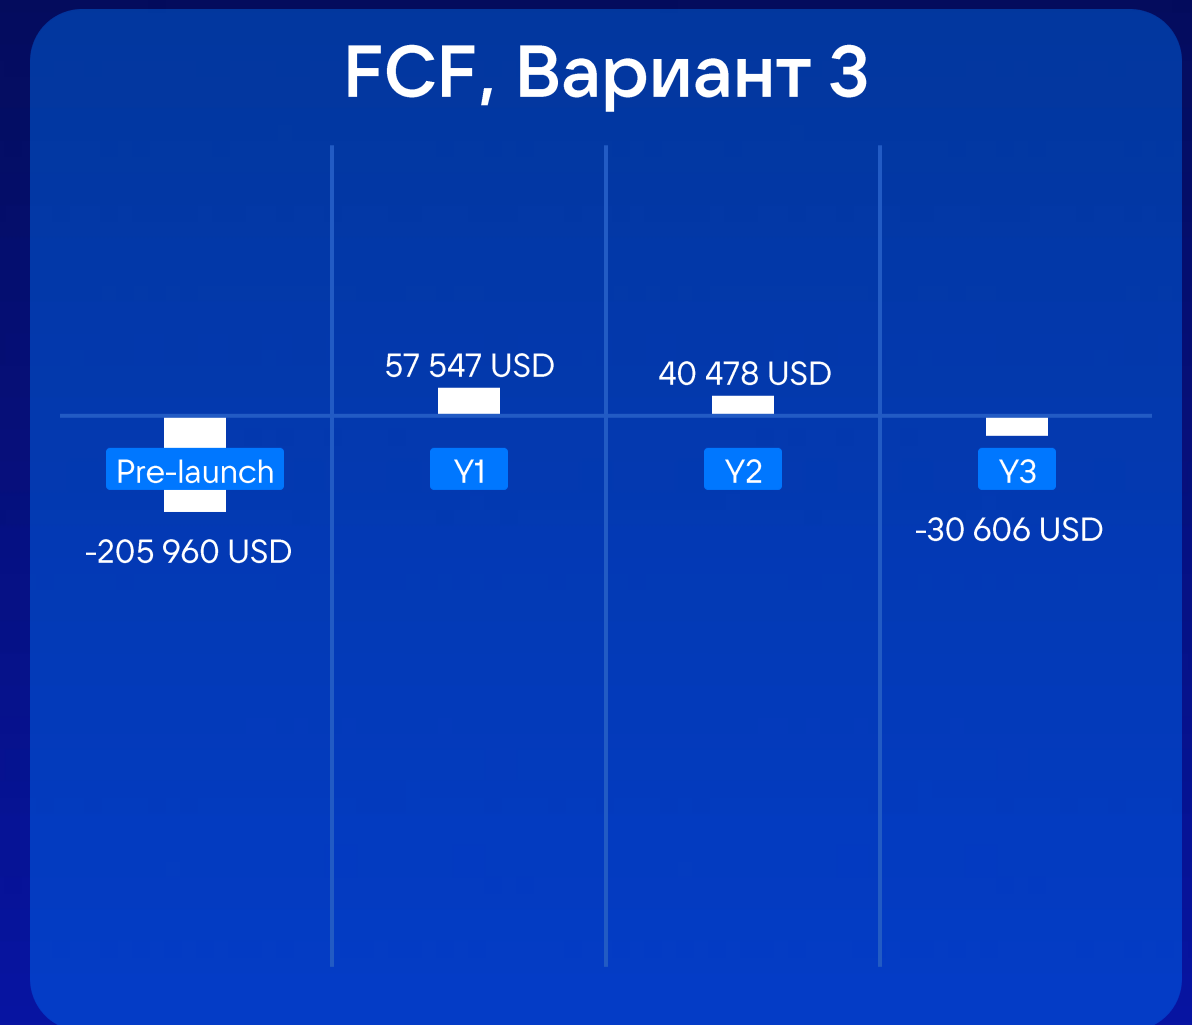 FCF, Вариант 3
57 547 USD
40 478 USD
Pre-launch
Y1
Y2
Y3
-205 960 USD
-30 606 USD